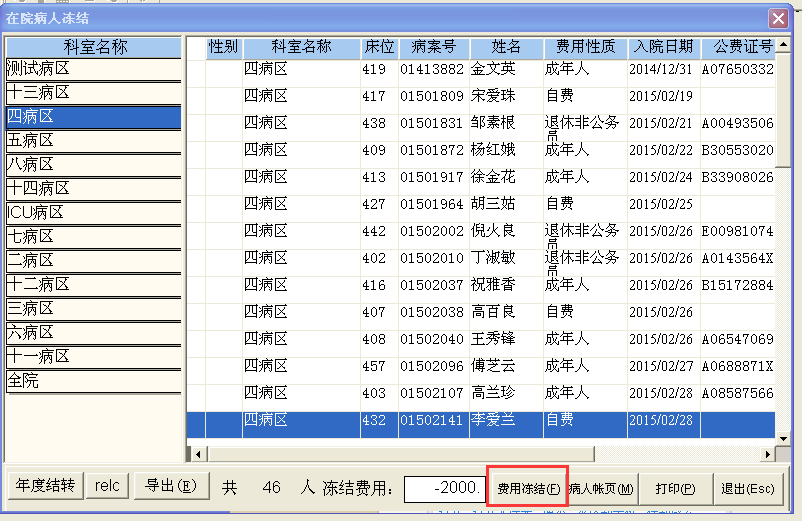 在院病人冻结
科室名称
测试病区
十三病区
四病区
五病区
八病区
十四病区
ICU病区
七病区
二病区
十二病区
三病区
六病区
十一病区
全院
性别 科室名称 床位 病案号 姓名 费用性质 入院日期 公费证号
四病区 419 01413882 金文英 成年人 2014/12/31 A07650332
四病区 417 01501809 宋爱珠 自费 2015/02/19
四病区 438 01501831 邹素根 退休非公务员 2015/02/21 A00493506
四病区 409 01501872 杨红娥 成年人 2015/02/22 B30553020
四病区 413 01501917 徐金花 成年人 2015/02/24 B33908026
四病区 427 01501964 胡三姑 自费 2015/02/25
四病区 442 01502002 倪火良 退休非公务员 2015/02/26 E00981074
四病区 402 01502010 丁淑敏 退休非公务员 2015/02/26 A0143564X
四病区 416 01502037 祝雅香 成年人 2015/02/26 B15172884
四病区 407 01502038 高百良 自费 2015/02/26
四病区 408 01502040 王秀锋 成年人 2015/02/26 A06547069
四病区 457 01502096 傅芝云 成年人 2015/02/27 A0688871X
四病区 403 01502107 高兰珍 成年人 2015/02/28 A08587566
四病区 432 01502141 李爱兰 自费 2015/02/28
年度结转 relc 导出(E) 共 46 人 冻结费用: -2000. 费用冻结(F) 病人帐页(M) 打印(P) 退出(Esc)